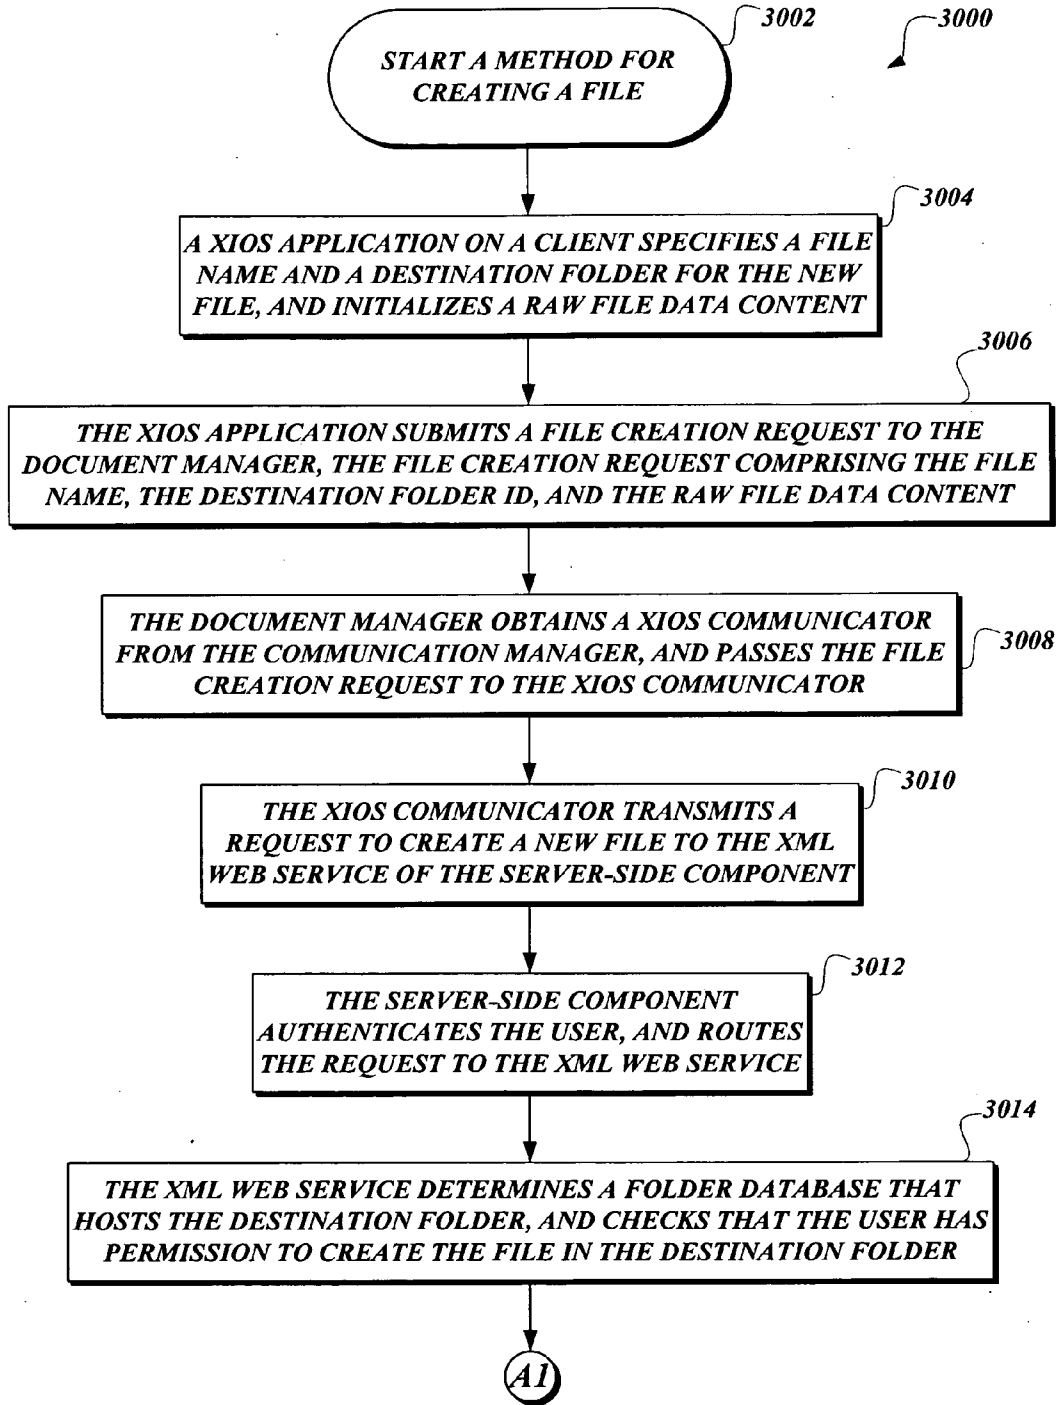 3002
3000
START A METHOD FOR
CREATING A FILE
3004
A XIOS APPLICATION ON A CLIENT SPECIFIES A FILE
NAME AND A DESTINATION FOLDER FOR THE NEW
FILE, AND INITIALIZES A RAW FILE DATA CONTENT
3006
THE XIOS APPLICATION SUBMITS A FILE CREATION REQUEST TO THE
DOCUMENT MANAGER, THE FILE CREATION REQUEST COMPRISING THE FILE
NAME, THE DESTINATION FOLDER ID, AND THE RAW FILE DATA CONTENT
THE DOCUMENT MANAGER OBTAINS A XIOS COMMUNICATOR
FROM THE COMMUNICATION MANAGER, AND PASSES THE FILE
CREATION REQUEST TO THE XIOS COMMUNICATOR
3008
3010
THE XIOS COMMUNICATOR TRANSMITS A
REQUEST TO CREATE A NEW FILE TO THE XML
WEB SERVICE OF THE SERVER-SIDE COMPONENT
3012
THE SERVER-SIDE COMPONENT
AUTHENTICATES THE USER, AND ROUTES
THE REQUEST TO THE XML WEB SERVICE
3014
THE XML WEB SERVICE DETERMINES A FOLDER DATABASE THAT
HOSTS THE DESTINATION FOLDER, AND CHECKS THAT THE USER HAS
PERMISSION TO CREATE THE FILE IN THE DESTINATION FOLDER
A1